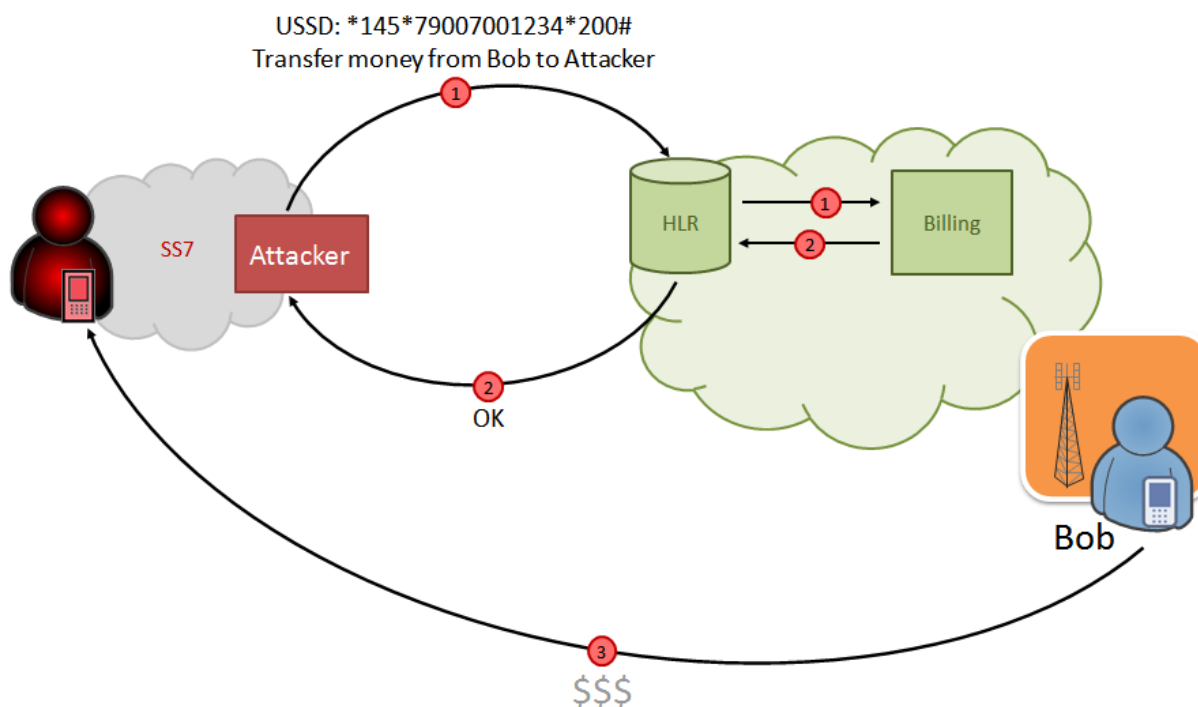 USSD: *145*79007001234*200#
Transfer money from Bob to Attacker
1
SS7
Attacker
HLR
1
2
Billing
2
OK
Bob
3
$$$